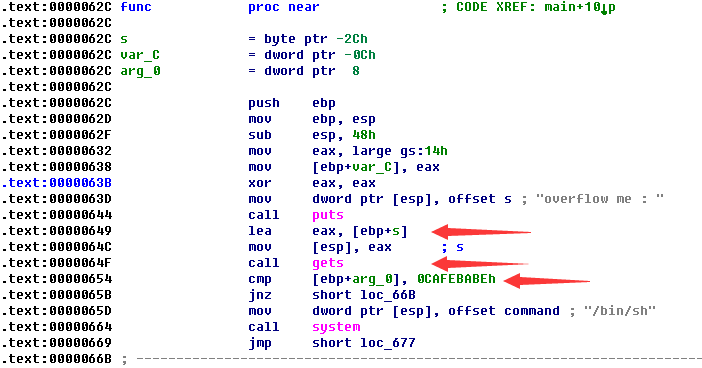 .text:0000062C func            proc near               ; CODE XREF: main+10↓p
.text:0000062C
.text:0000062C s               = byte ptr -2Ch
.text:0000062C var_C           = dword ptr -0Ch
.text:0000062C arg_0           = dword ptr  8
.text:0000062C
.text:0000062C                 push    ebp
.text:0000062D                 mov     ebp, esp
.text:0000062F                 sub     esp, 48h
.text:00000632                 mov     eax, large gs:14h
.text:00000638                 mov     [ebp+var_C], eax
.text:0000063B                 xor     eax, eax
.text:0000063D                 mov     dword ptr [esp], offset s ; "overflow me : "
.text:00000644                 call    puts
.text:00000649                 lea     eax, [ebp+s]
.text:0000064C                 mov     [esp], eax      ; s
.text:0000064F                 call    gets
.text:00000654                 cmp     [ebp+arg_0], 0CAFEBABEh
.text:0000065B                 jnz     short loc_66B
.text:0000065D                 mov     dword ptr [esp], offset command ; "/bin/sh"
.text:00000664                 call    system
.text:00000669                 jmp     short loc_677
.text:0000066B ; ---------------------------------------------------------------------------